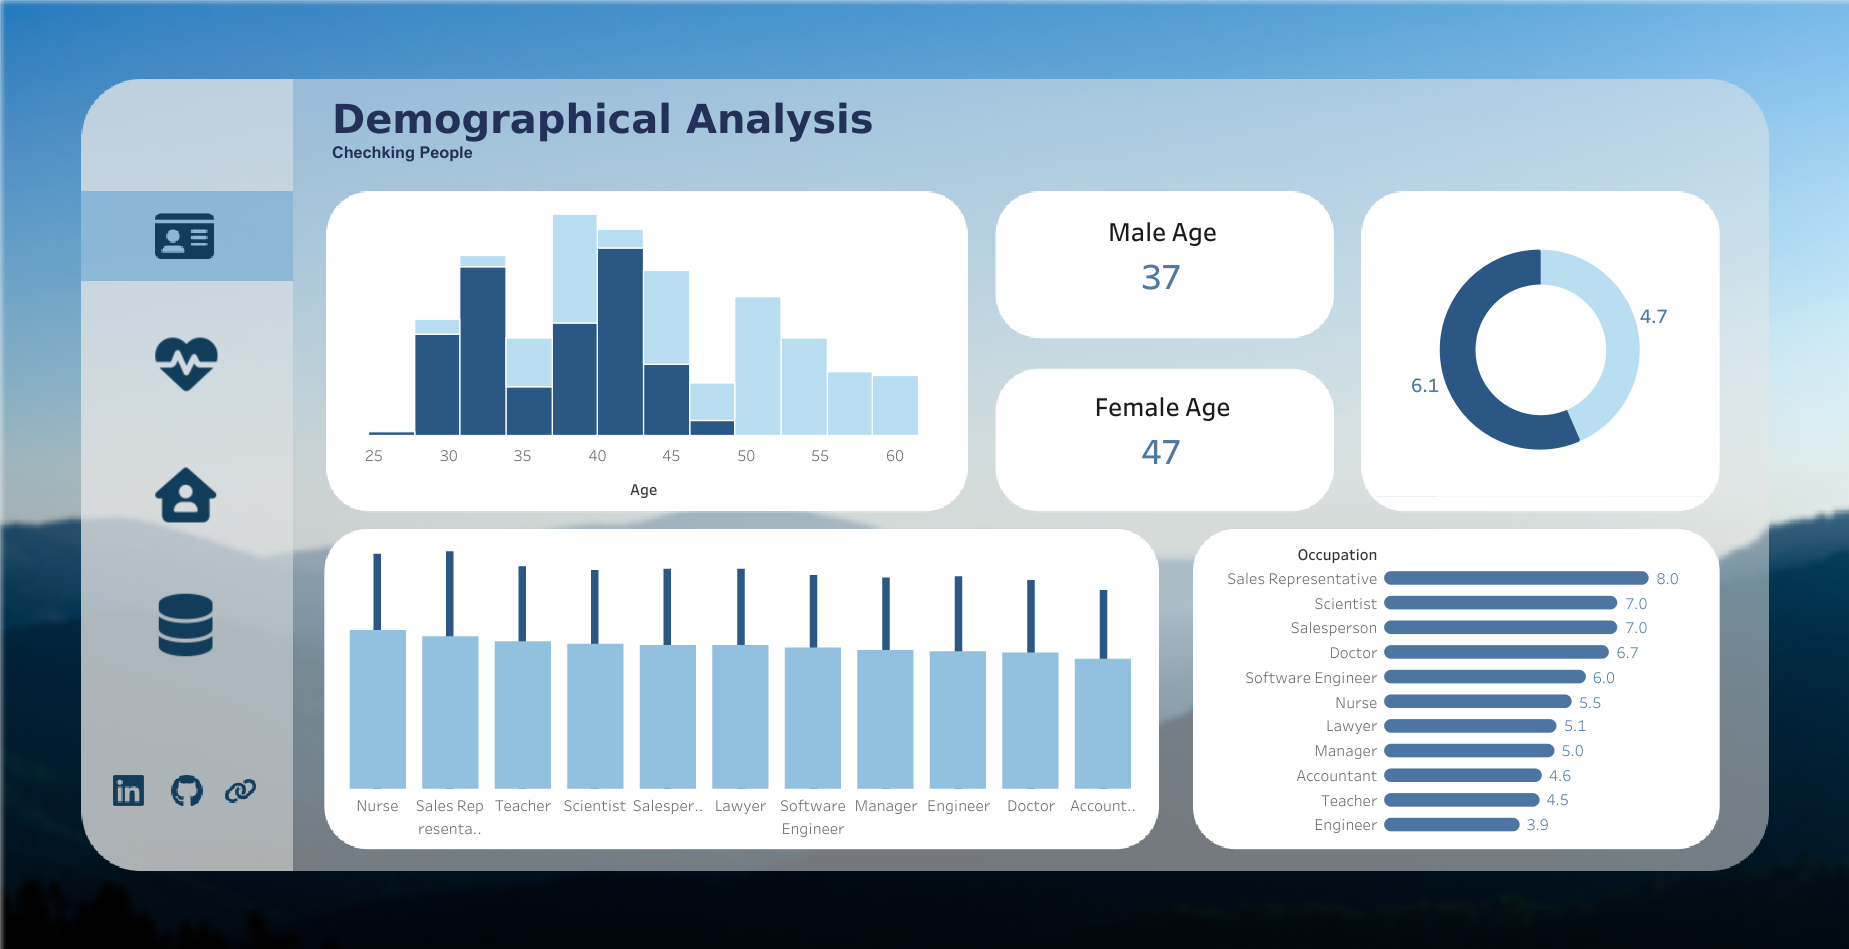 Demographical Analysis
Chechking People
25 30 35 40 45 50 55 60
Age
Male Age
37
Female Age
47
4.7
6.1
Nurse Sales Rep Teacher Scientist Salesper.. Lawyer Software Manager Engineer Doctor Account..
resenta.. Engineer
Occupation
Sales Representative 8.0
Scientist 7.0
Salesperson 7.0
Doctor 6.7
Software Engineer 6.0
Nurse 5.5
Lawyer 5.1
Manager 5.0
Accountant 4.6
Teacher 4.5
Engineer 3.9
in